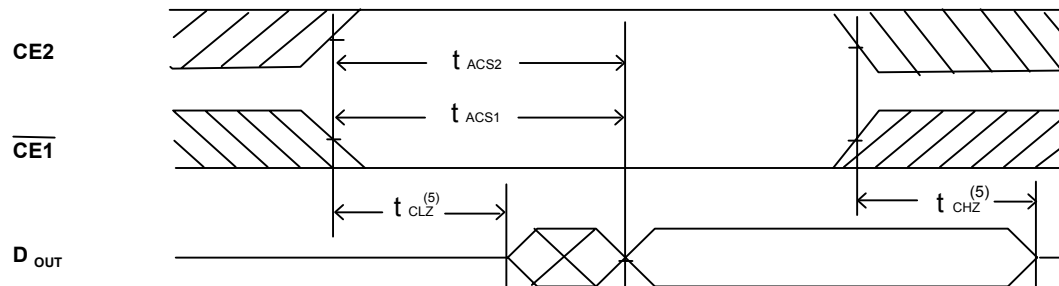 CE2
t ACS2
t ACS1
CE1
t CLZ (5)
t CHZ (5)
D OUT